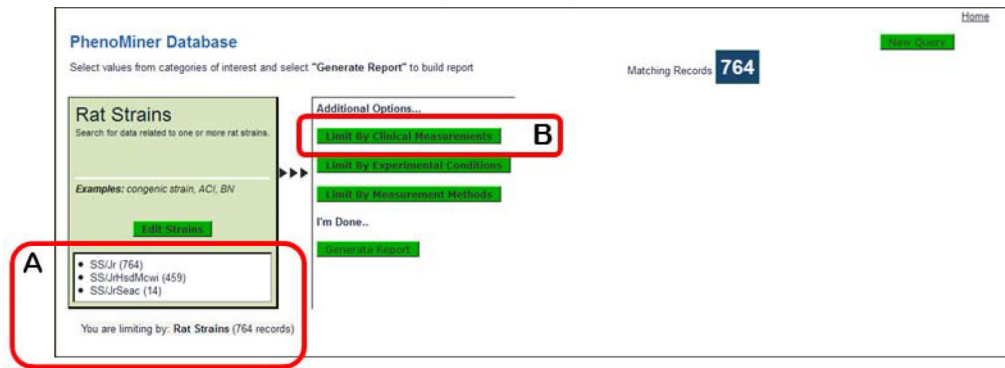 Home
PhenoMiner Database
New Query
Select values from categories of interest and select "Generate Report" to build report
Matching Records 764
Rat Strains
Search for data related to one or more rat strains.
Examples: congenic strain, ACI, BN
Edit Strains
A
• SS/Jr (764)
• SS/JrHsdMcwi (459)
• SS/JrSeac (14)
You are limiting by: Rat Strains (764 records)
Additional Options...
Limit By Clinical Measurements
B
Limit By Experimental Conditions
Limit By Measurement Methods
I'm Done..
Generate Report